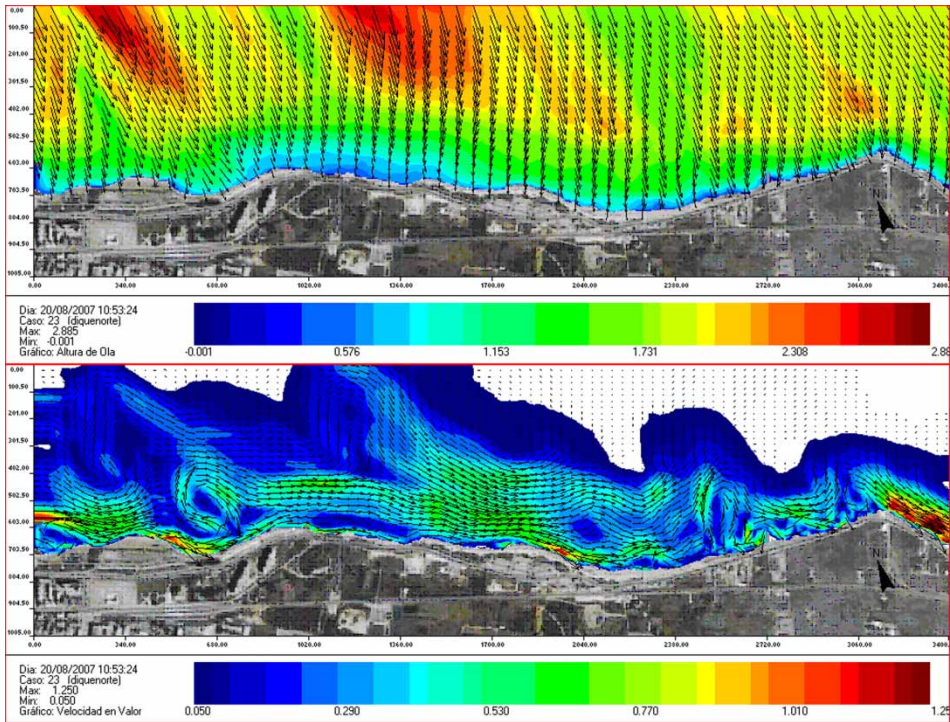 0.00
100.50
201.00
301.50
402.00
502.50
603.00
703.50
804.00
904.50
1005.00
0.00 340.00 680.00 1020.00 1360.00 1700.00 2040.00 2380.00 2720.00 3060.00 3400
N
Dia: 20/08/2007 10:53:24
Caso: 23 (diquenorte)
Max: 2.885
Min: -0.001
Gráfico: Altura de Ola
-0.001 0.576 1.153 1.731 2.308 2.88
0.00
100.50
201.00
301.50
402.00
502.50
603.00
703.50
804.00
904.50
1005.00
0.00 340.00 680.00 1020.00 1360.00 1700.00 2040.00 2380.00 2720.00 3060.00 3400
N
Dia: 20/08/2007 10:53:24
Caso: 23 (diquenorte)
Max: 1.250
Min: 0.050
Gráfico: Velocidad en Valor
0.050 0.290 0.530 0.770 1.010 1.25